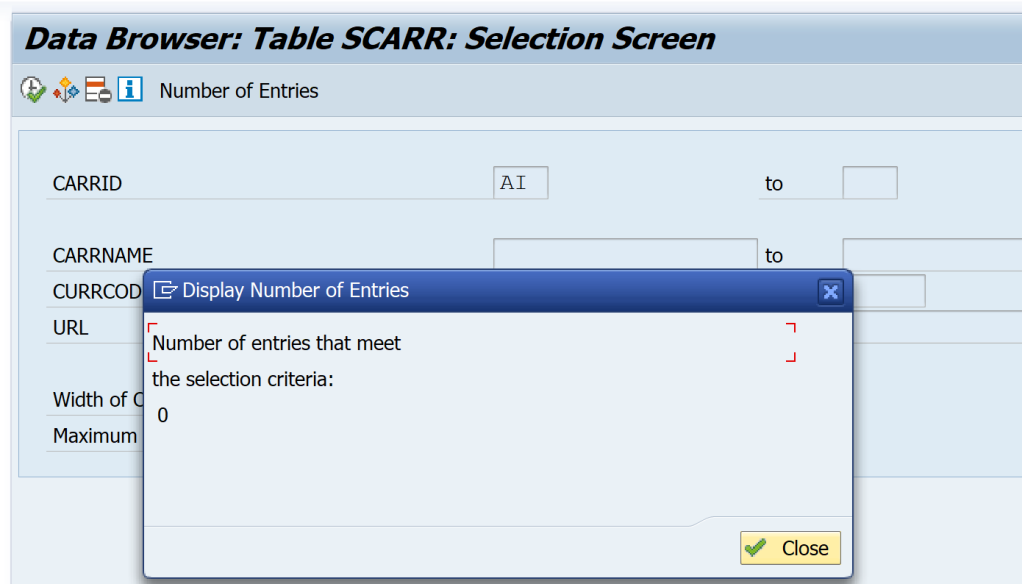 Data Browser: Table SCARR: Selection Screen
Number of Entries
CARRID AI to
CARRNAME to
CURRCOD
URL
Width of
Maximum
Display Number of Entries
Number of entries that meet
the selection criteria:
0
Close